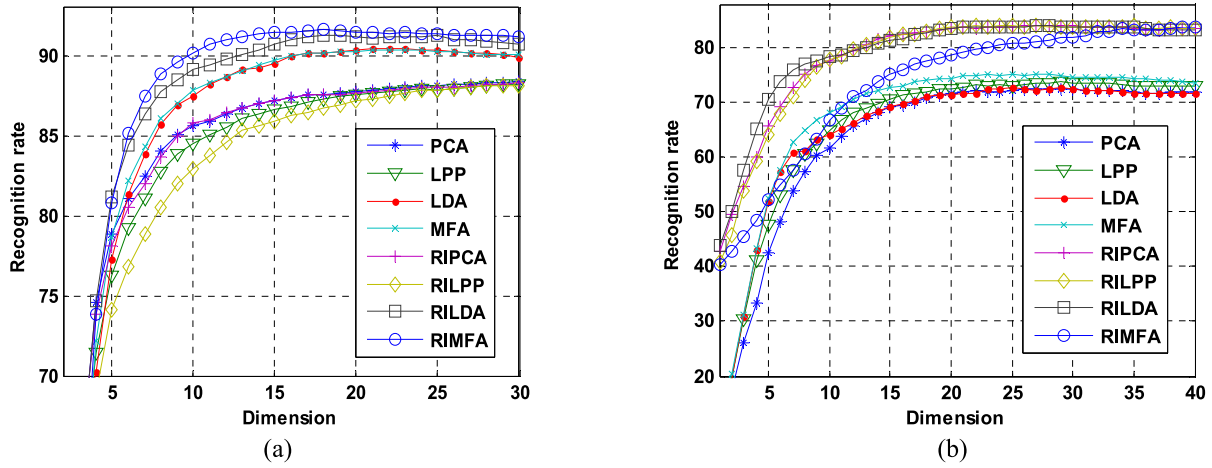 Recognition rate
90
85
80
75
70
5
10
15
20
25
30
Dimension
PCA
LPP
LDA
MFA
RIPCA
RILPP
RILDA
RIMFA
(a)
Recognition rate
80
70
60
50
40
30
20
5
10
15
20
25
30
35
40
Dimension
PCA
LPP
LDA
MFA
RIPCA
RILPP
RILDA
RIMFA
(b)